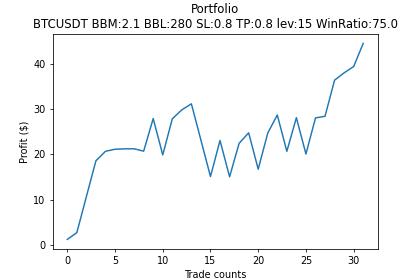 Portfolio
BTCUSDT BBM:2.1 BBL:280 SL:0.8 TP:0.8 lev:15 WinRatio:75.0
40
30
20
10
0
Profit ($)
0 5 10 15 20 25 30
Trade counts